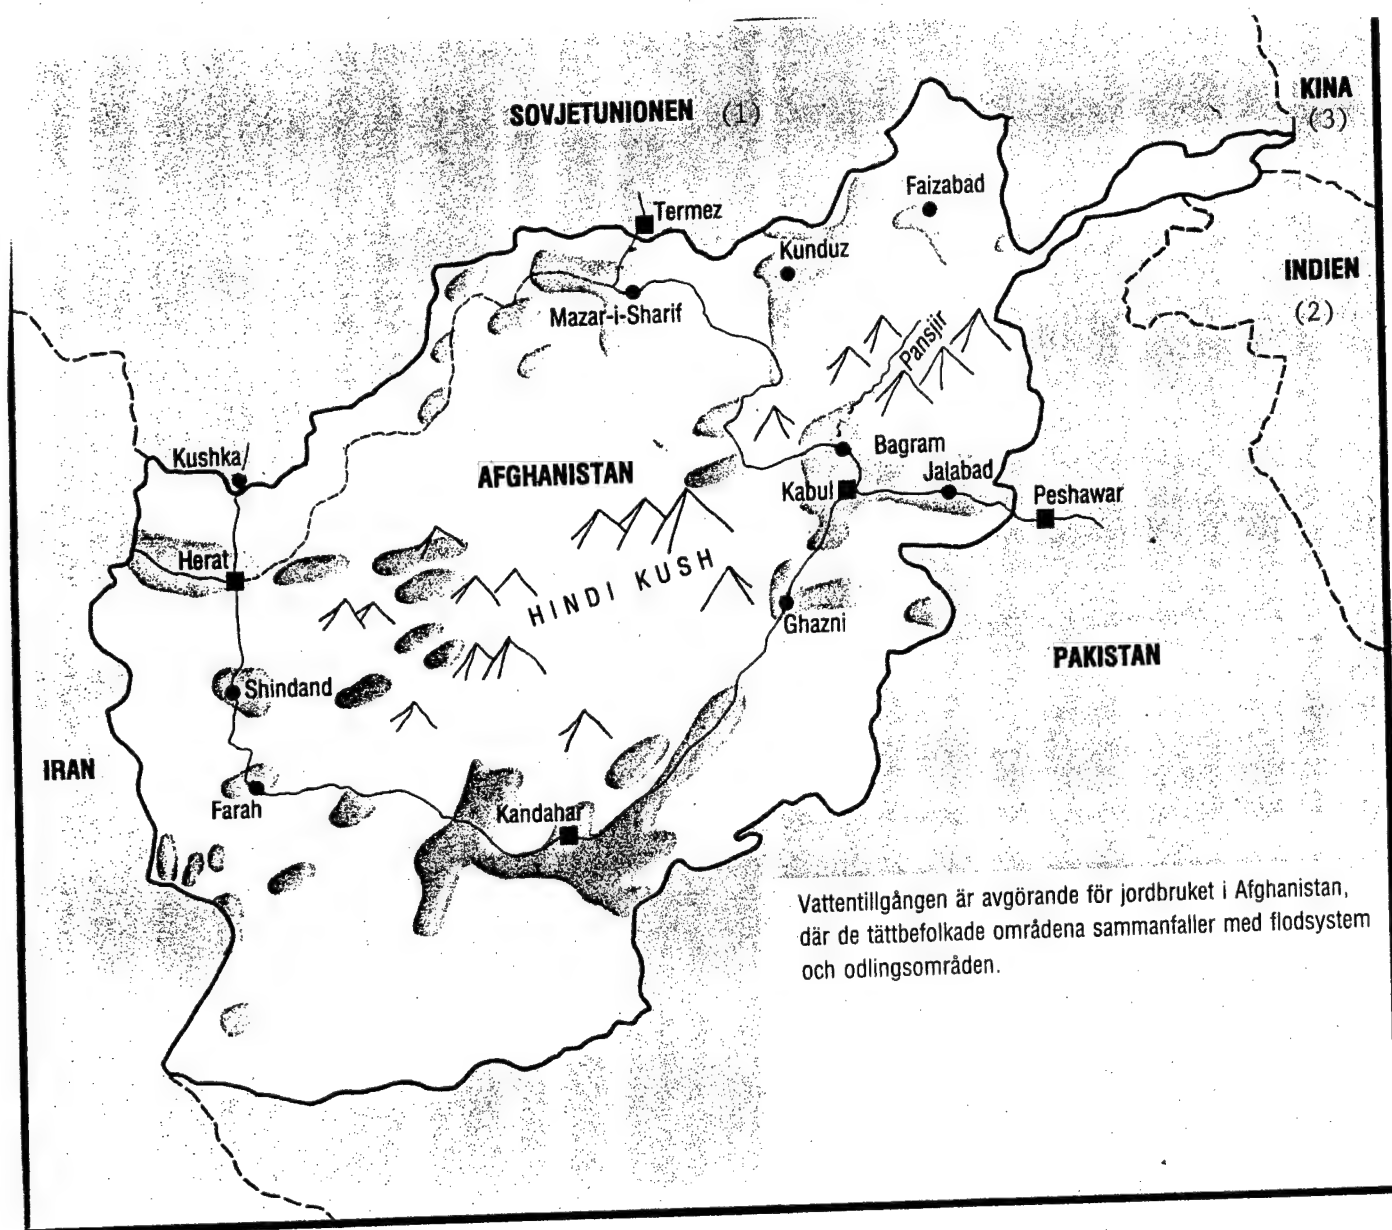 SOVJETUNIONEN (1)
KINA
(3)
Faizabad
Termez
Kunduz
INDIEN
(2)
Mazar-i-Sharif
Pansjir
Kushka
AFGHANISTAN
Bagram
Jalabad
Kabul
Peshawar
Herat
HINDI KUSH
Ghazni
PAKISTAN
Shindand
IRAN
Farah
Kandahar
Vattentillgången är avgörande för jordbruket i Afghanistan,
där de tättbefolkade områdena sammanfaller med flodsystem
och odlingsområden.